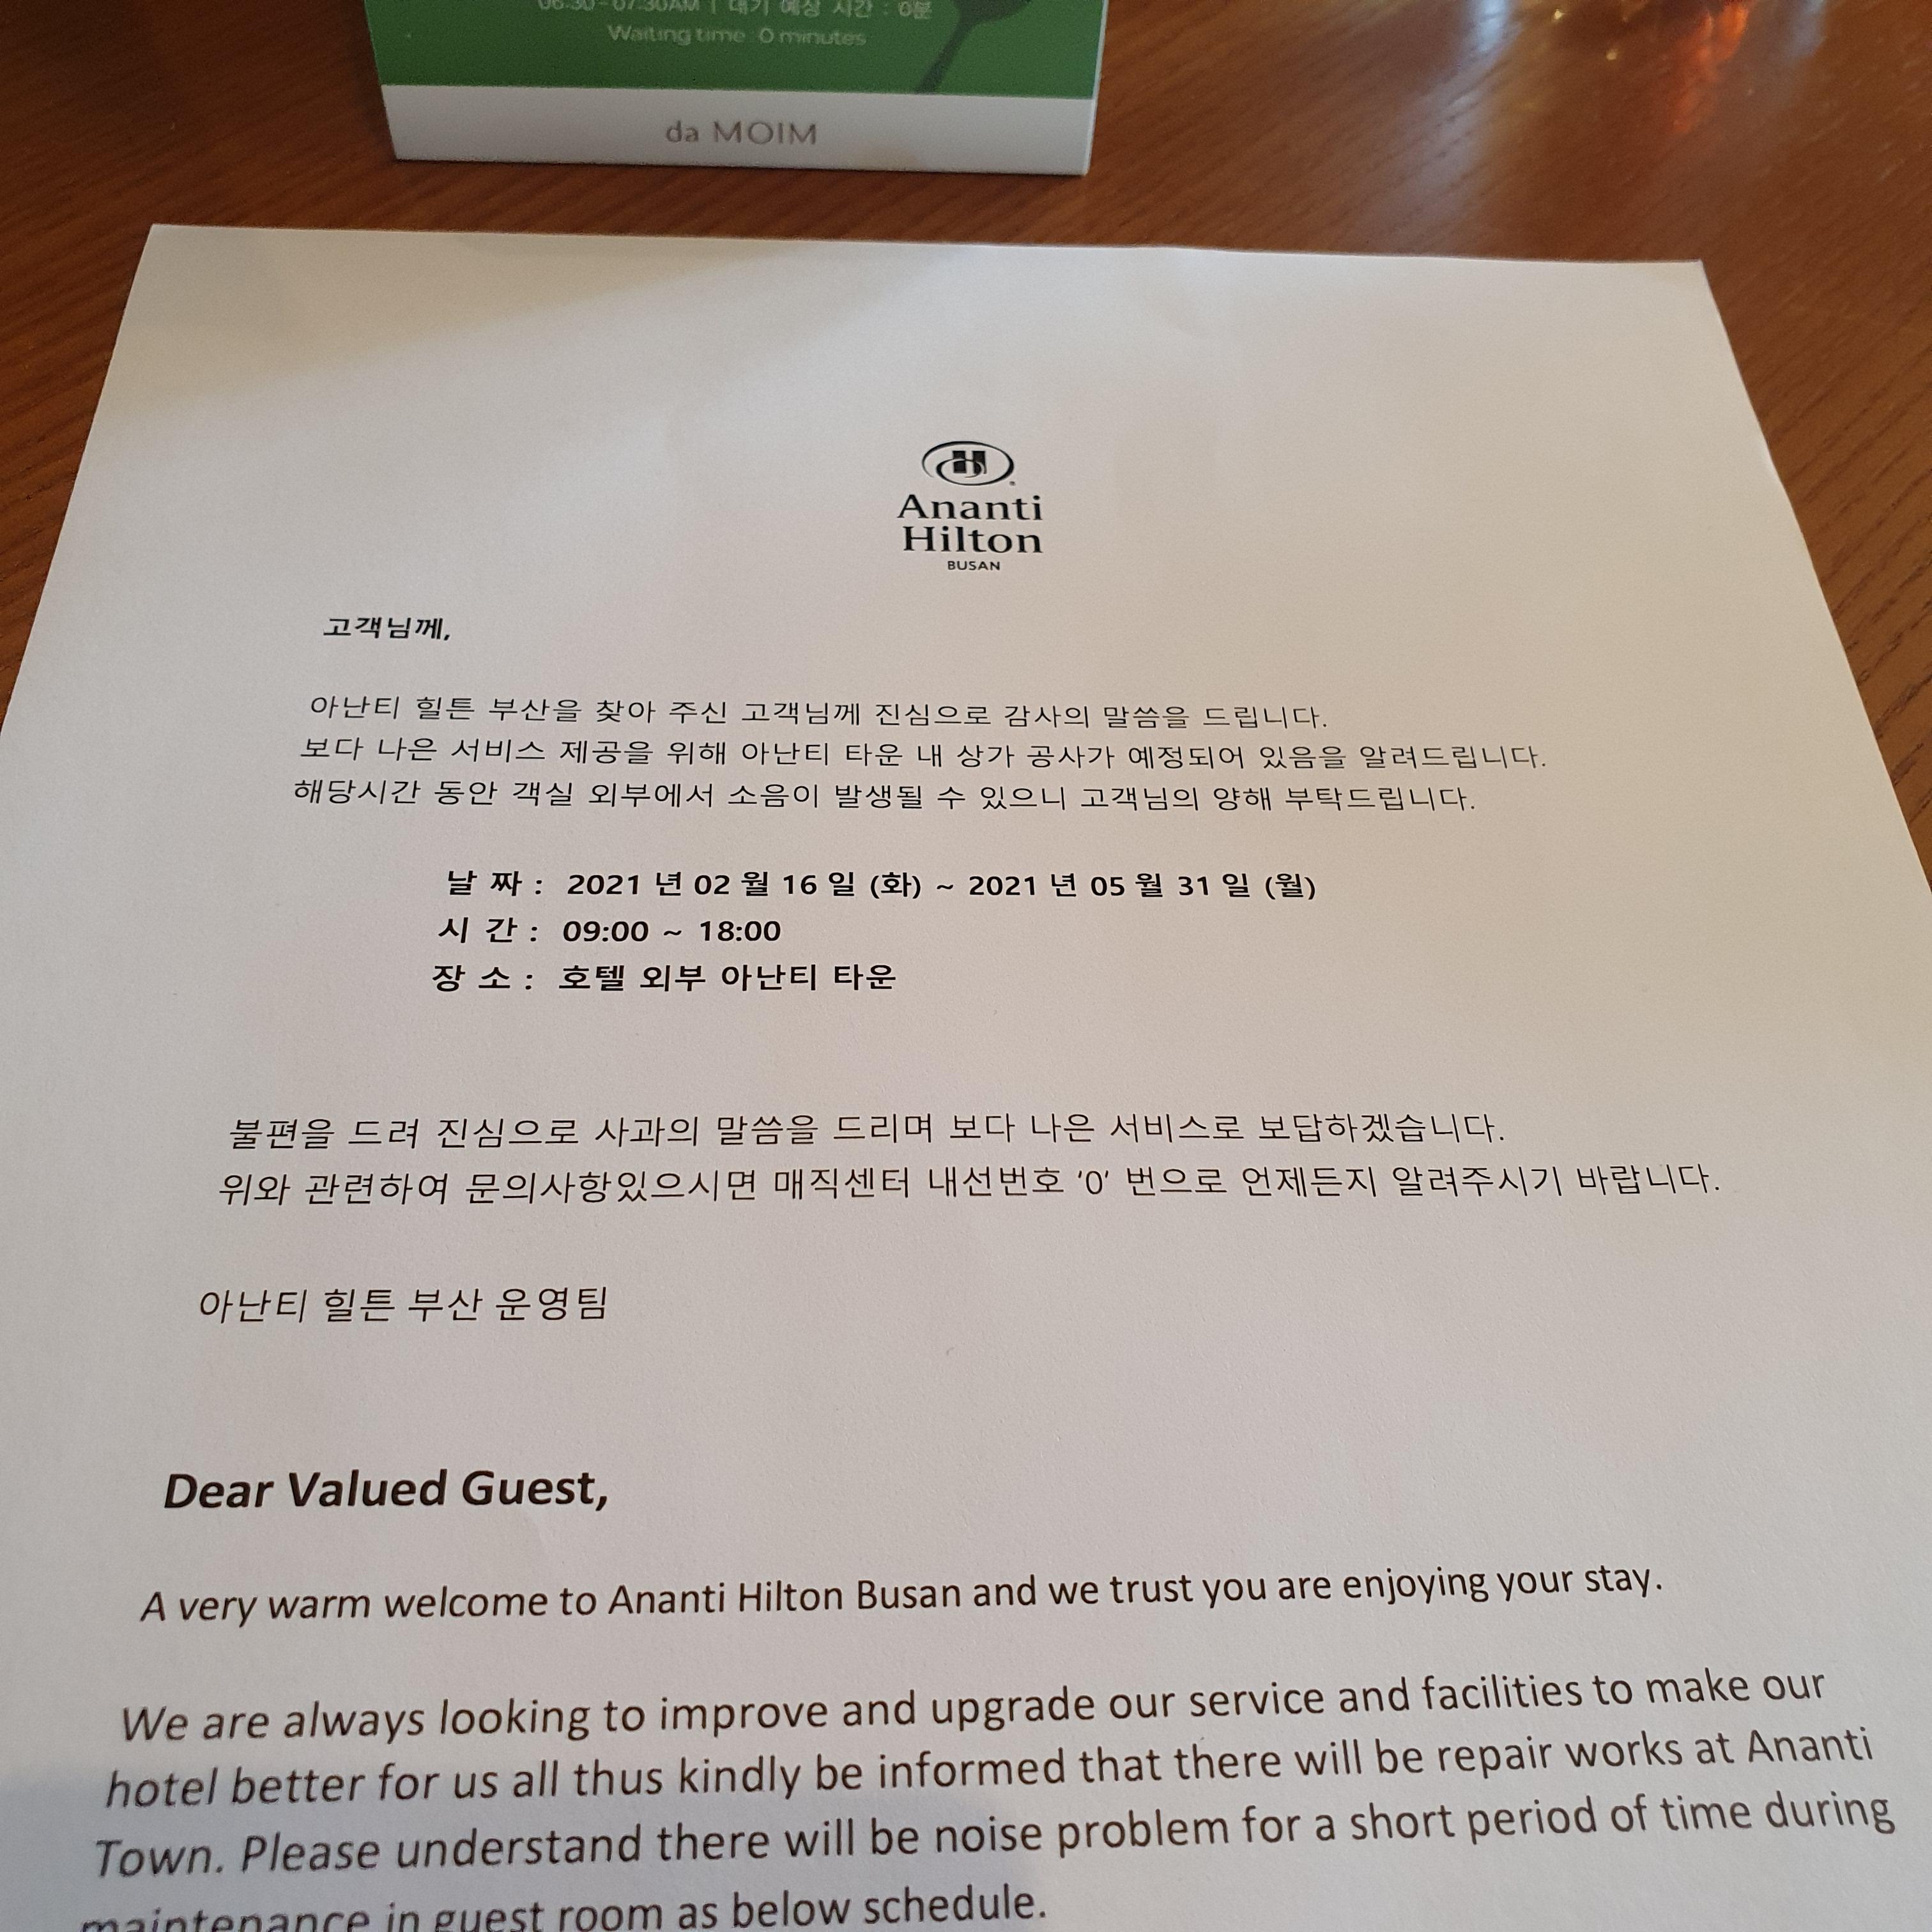 06:30 - 07:30AM | 대기 예상 시간 : 0분
Waiting time : 0 minutes
da MOIM
Ananti
Hilton
BUSAN
고객님께,
아난티 힐튼 부산을 찾아 주신 고객님께 진심으로 감사의 말씀을 드립니다.
보다 나은 서비스 제공을 위해 아난티 타운 내 상가 공사가 예정되어 있음을 알려드립니다.
해당시간 동안 객실 외부에서 소음이 발생될 수 있으니 고객님의 양해 부탁드립니다.
날 짜 : 2021 년 02 월 16 일 (화) ~ 2021 년 05 월 31 일 (월)
시 간 : 09:00 ~ 18:00
장 소 : 호텔 외부 아난티 타운
불편을 드려 진심으로 사과의 말씀을 드리며 보다 나은 서비스로 보답하겠습니다.
위와 관련하여 문의사항있으시면 매직센터 내선번호 ‘0’ 번으로 언제든지 알려주시기 바랍니다.
아난티 힐튼 부산 운영팀
Dear Valued Guest,
A very warm welcome to Ananti Hilton Busan and we trust you are enjoying your stay.
We are always looking to improve and upgrade our service and facilities to make our
hotel better for us all thus kindly be informed that there will be repair works at Ananti
Town. Please understand there will be noise problem for a short period of time during
maintenance in guest room as below schedule.